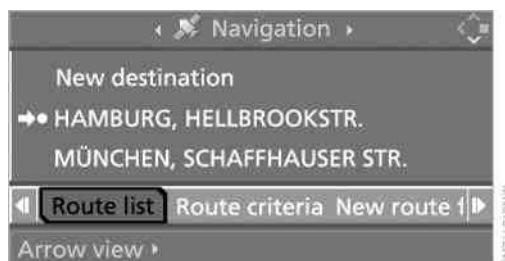 Navigation
New destination
HAMBURG, HELLBROOKSTR.
MÜNCHEN, SCHAFFHAUSER STR.
Route list Route criteria New route
Arrow view